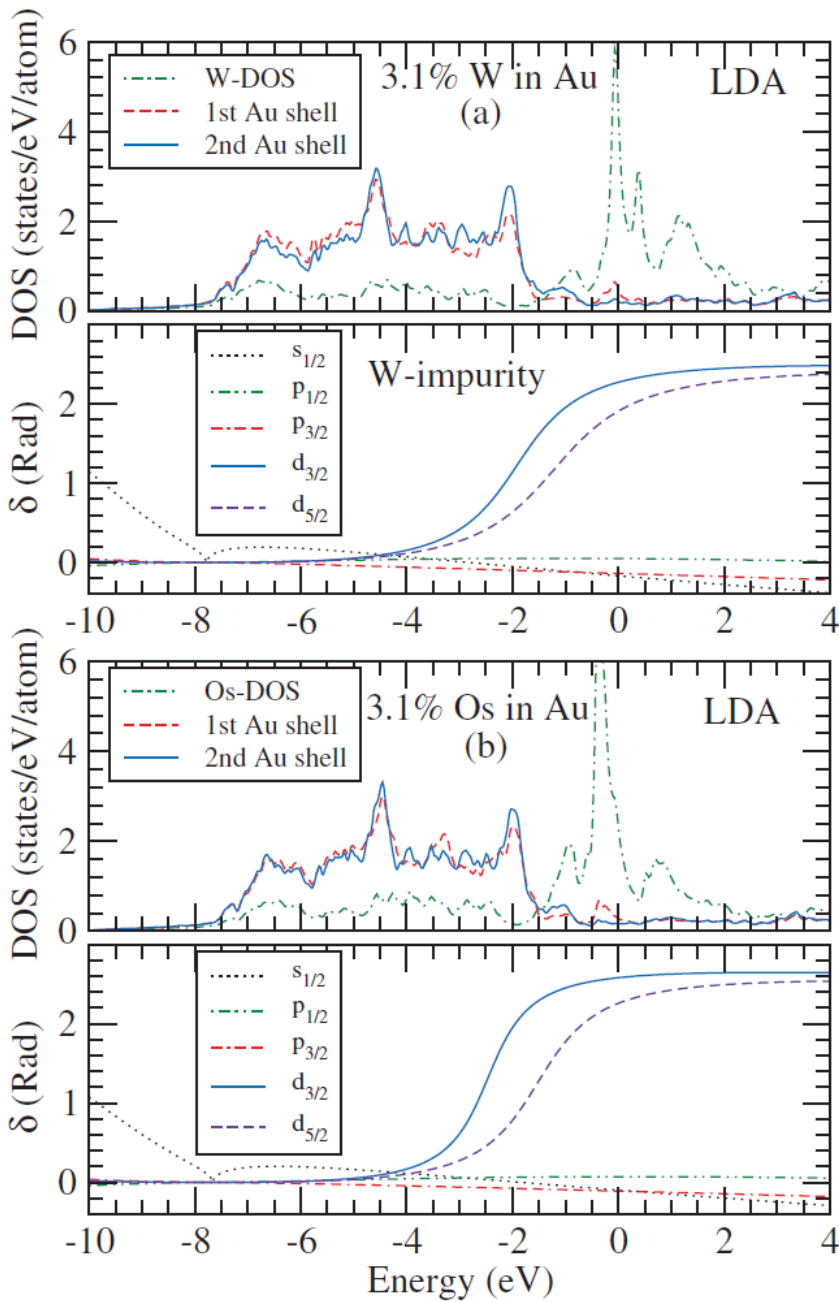 6
4
2
0
DOS (states/eV/atom)
W-DOS
1st Au shell
2nd Au shell
3.1% W in Au
(a)
LDA
2
1
0
δ (Rad)
s1/2
p1/2
p3/2
d3/2
d5/2
W-impurity
-10 -8 -6 -4 -2 0 2 4
6
4
2
0
DOS (states/eV/atom)
Os-DOS
1st Au shell
2nd Au shell
3.1% Os in Au
(b)
LDA
2
1
0
δ (Rad)
s1/2
p1/2
p3/2
d3/2
d5/2
-10 -8 -6 -4 -2 0 2 4
Energy (eV)